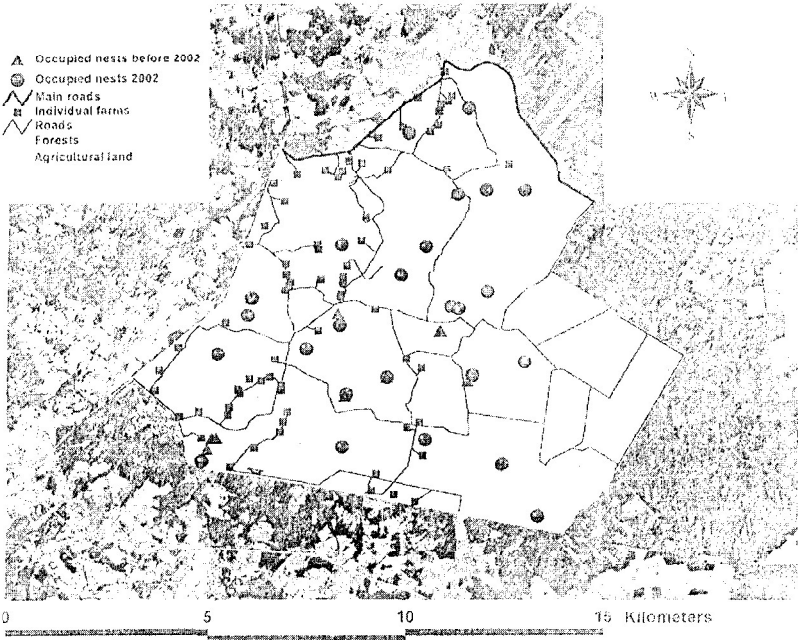 Occupied nests before 2002
Occupied nests 2002
Main roads
Individual farms
Roads
Forests
Agricultural land
0 5 10 15 Kilometers